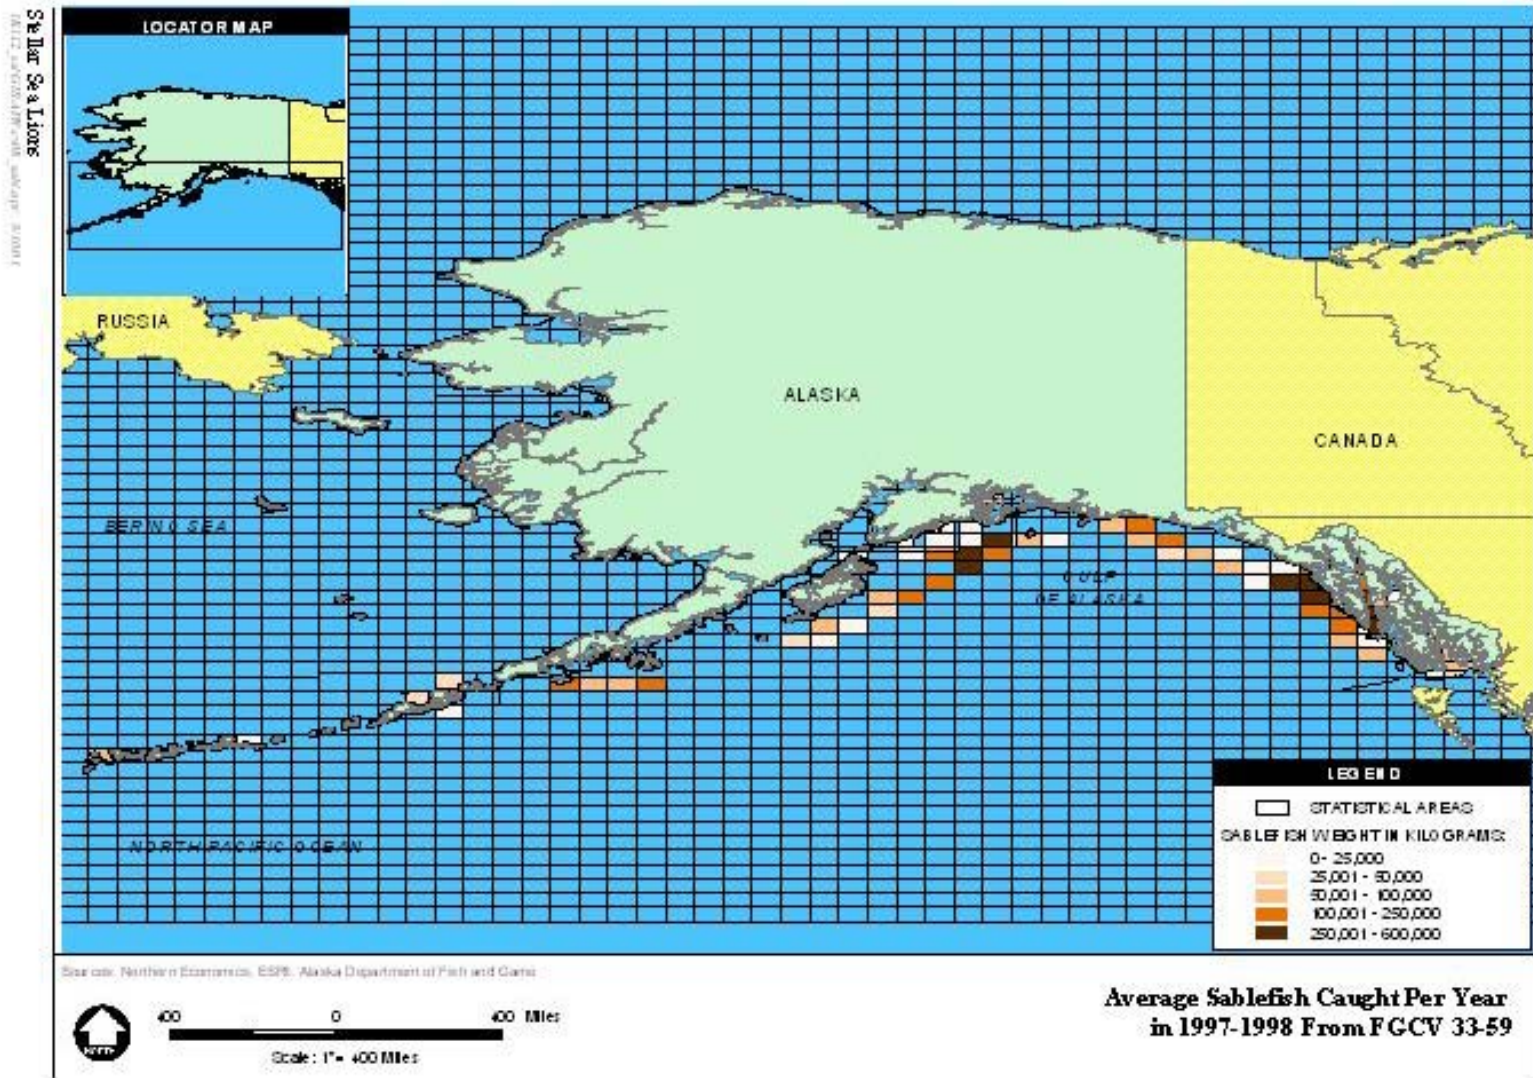 Stellar Sea Lions
LOCATOR MAP
RUSSIA
ALASKA
CANADA
BERING SEA
GULF
OF ALASKA
NORTH PACIFIC OCEAN
LEGEND
STATISTICAL AREAS
SABLEFISH WEIGHT IN KILOGRAMS:
0 - 25,000
25,001 - 50,000
50,001 - 100,000
100,001 - 250,000
250,001 - 600,000
Sources: Northern Economics, ESRI, Alaska Department of Fish and Game
NORTH
400 0 400 Miles
Scale: 1" = 400 Miles
Average Sablefish Caught Per Year
in 1997-1998 From FGCV 33-59